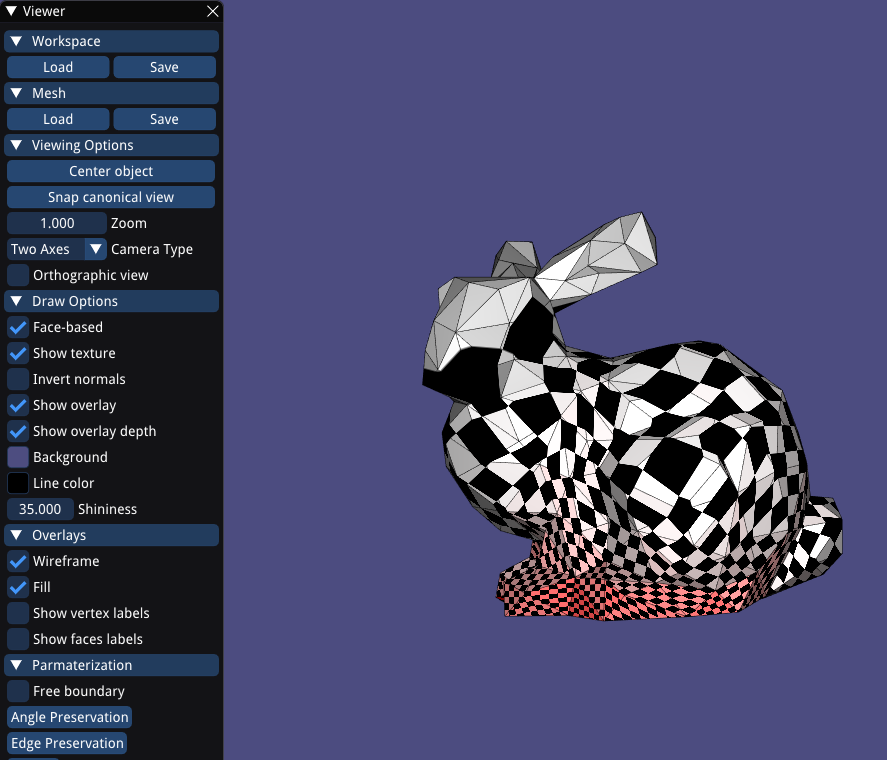 Viewer
Workspace
Load Save
Mesh
Load Save
Viewing Options
Center object
Snap canonical view
1.000 Zoom
Two Axes Camera Type
Orthographic view
Draw Options
Face-based
Show texture
Invert normals
Show overlay
Show overlay depth
Background
Line color
35.000 Shininess
Overlays
Wireframe
Fill
Show vertex labels
Show faces labels
Parmaterization
Free boundary
Angle Preservation
Edge Preservation